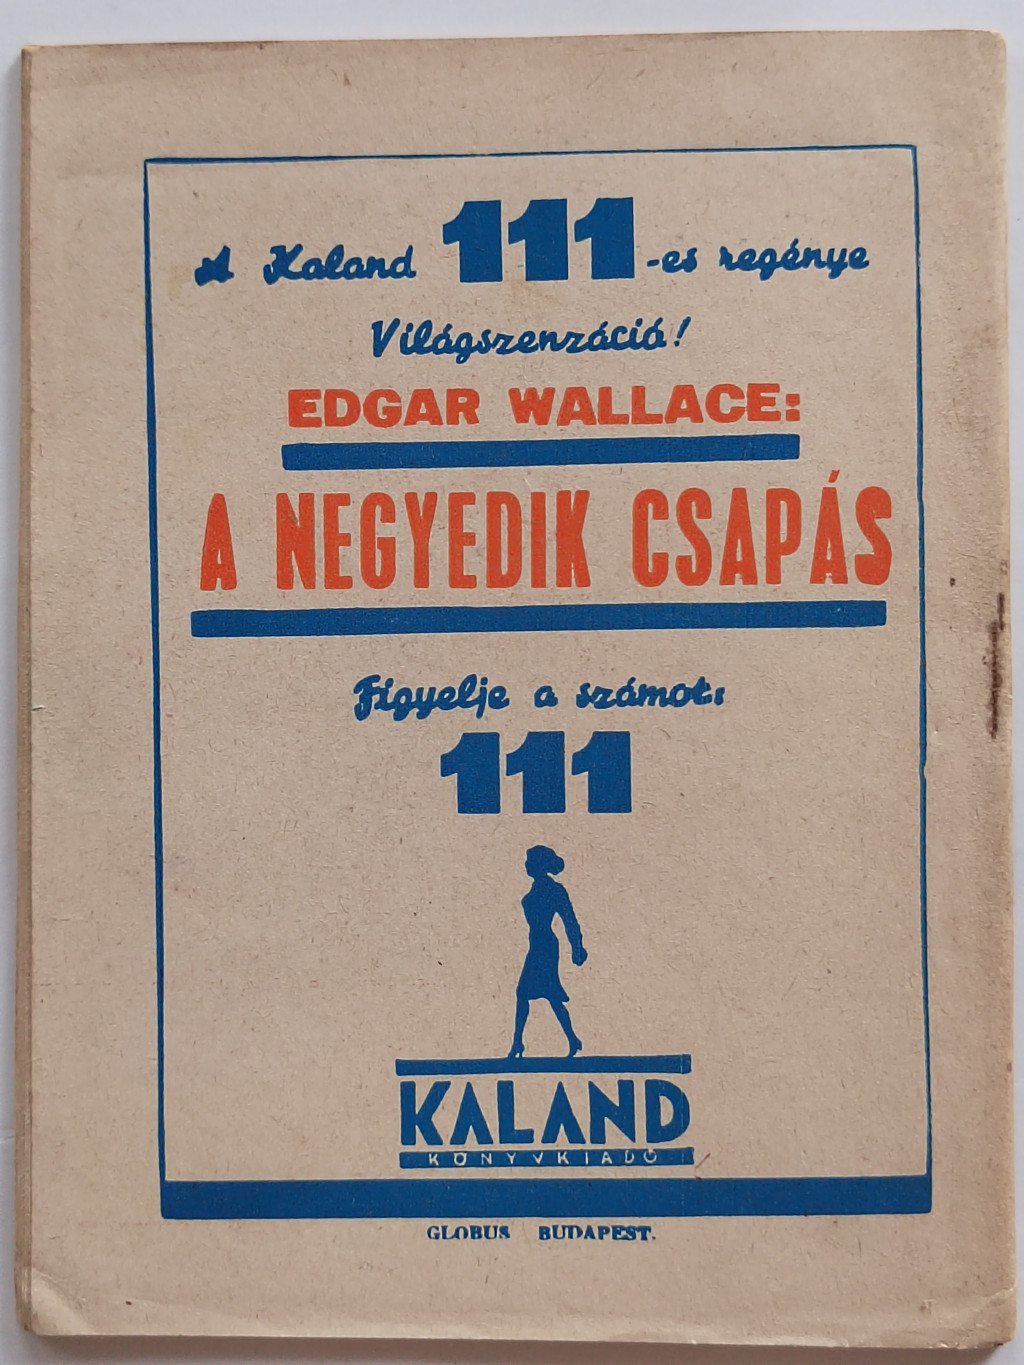 A Kaland 111-es regénye
Világszenzáció!
EDGAR WALLACE:
A NEGYEDIK CSAPÁS
Figyelje a számot:
111
KALAND
KÖNYVKIADÓ
GLOBUS BUDAPEST.